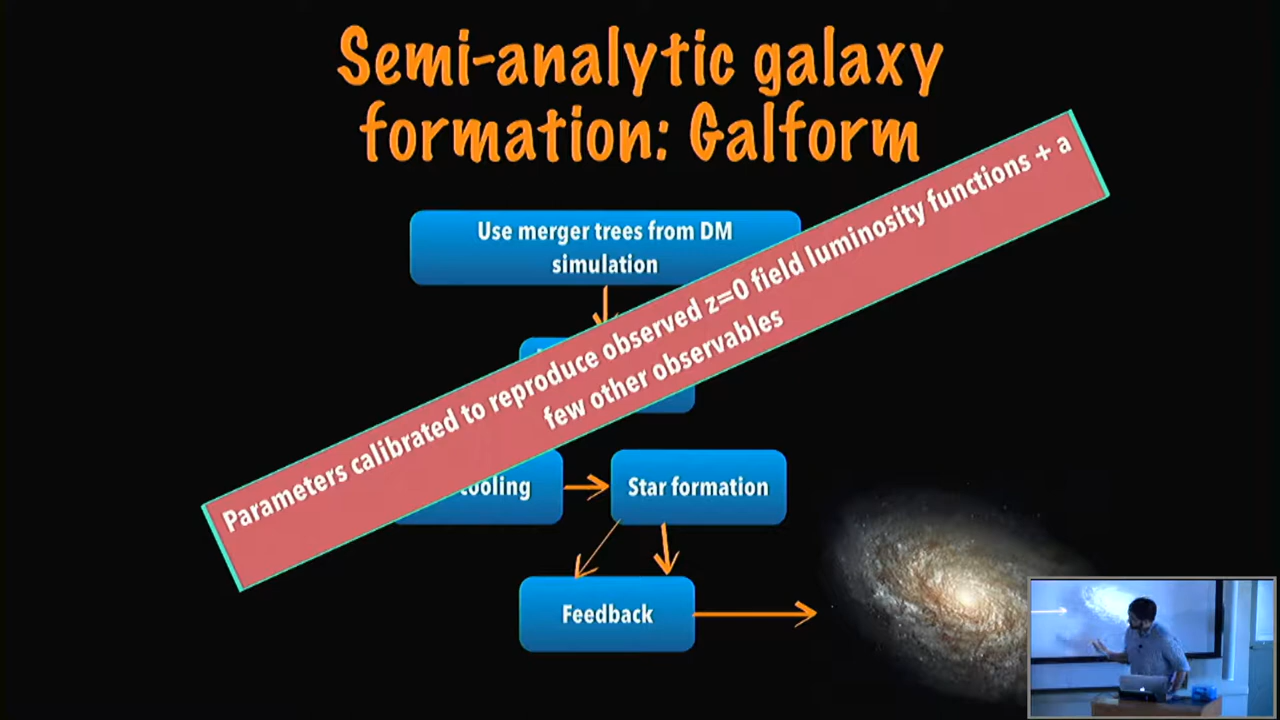 Semi-analytic galaxy
formation: Galform
Use merger trees from DM
simulation
Parameters calibrated to reproduce observed z=0 field luminosity functions + a
few other observables
cooling
Star formation
Feedback